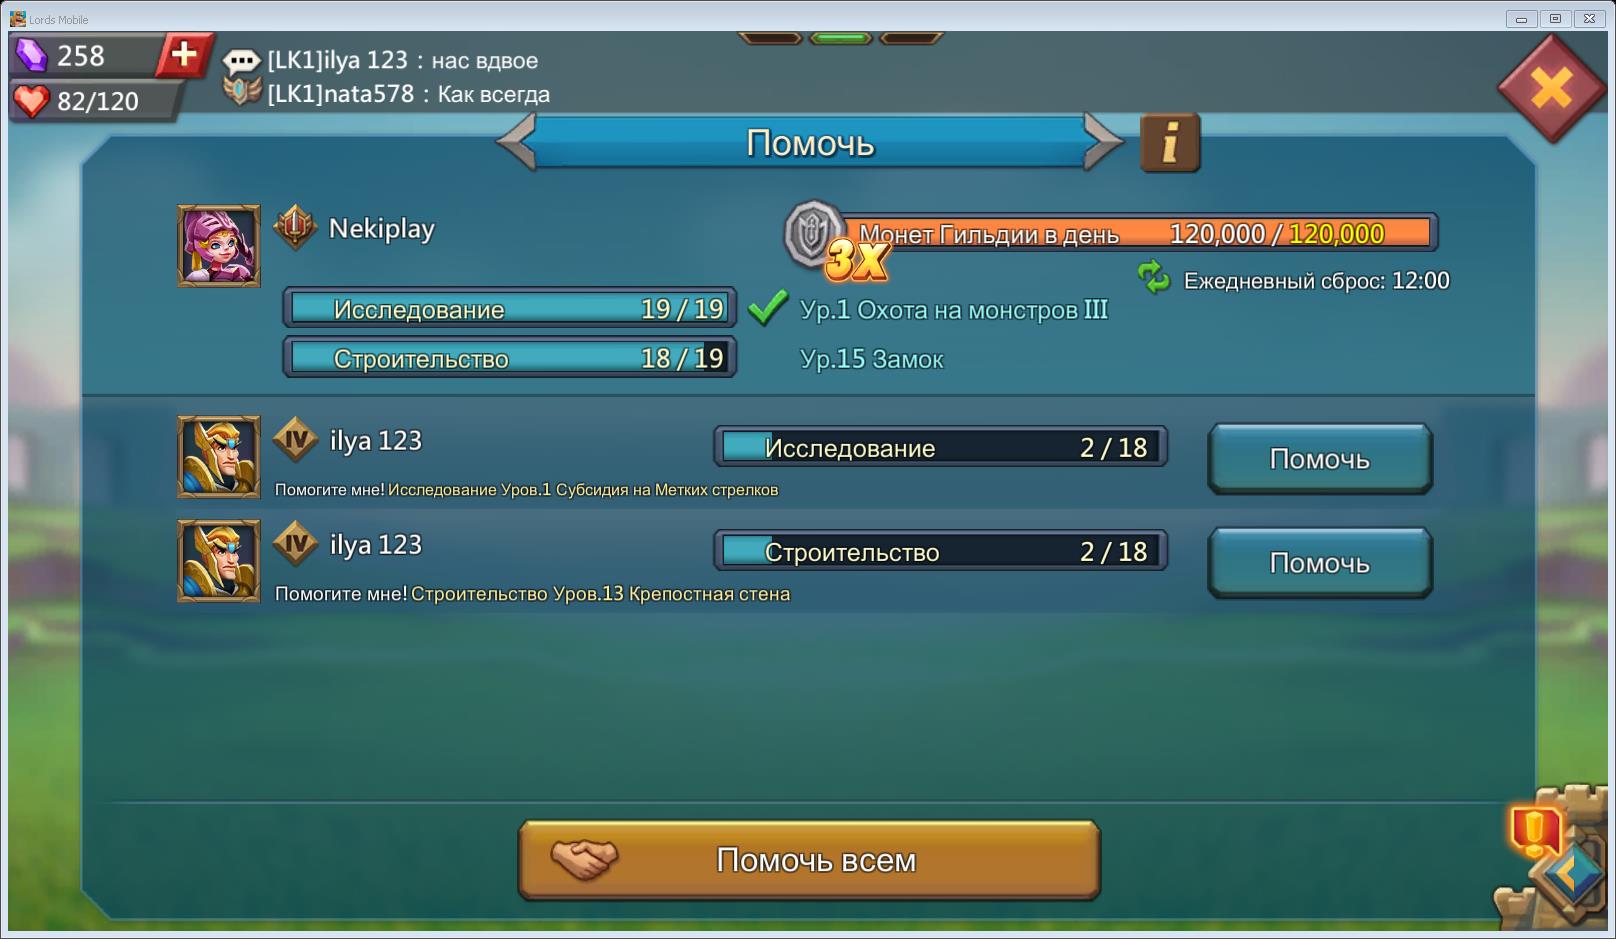 Lords Mobile
258
82/120
[LK1]ilya 123 : нас вдвое
[LK1]nata578 : Как всегда
Помочь
i
Nekiplay
Монет Гильдии в день 120,000 / 120,000
3X
Ежедневный сброс: 12:00
Исследование 19 / 19
Ур.1 Охота на монстров III
Строительство 18 / 19
Ур.15 Замок
IV ilya 123
Исследование 2 / 18
Помочь
Помогите мне! Исследование Уров.1 Субсидия на Метких стрелков
IV ilya 123
Строительство 2 / 18
Помочь
Помогите мне! Строительство Уров.13 Крепостная стена
Помочь всем